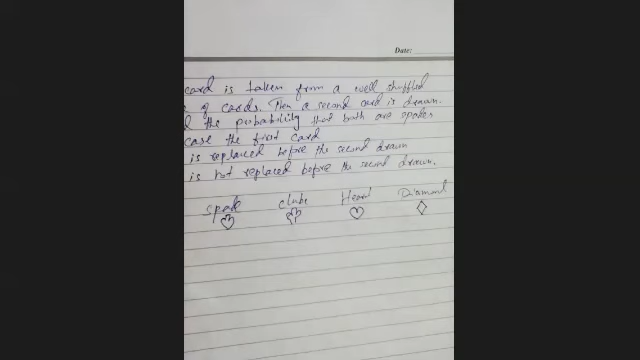 Date:
card is taken from a well shuffled
of cards. Then a second card is drawn.
the probability that both are spades
case the first card
is replaced before the second drawn
is not replaced before the second drawn.
Spade clubs Heart Diamond